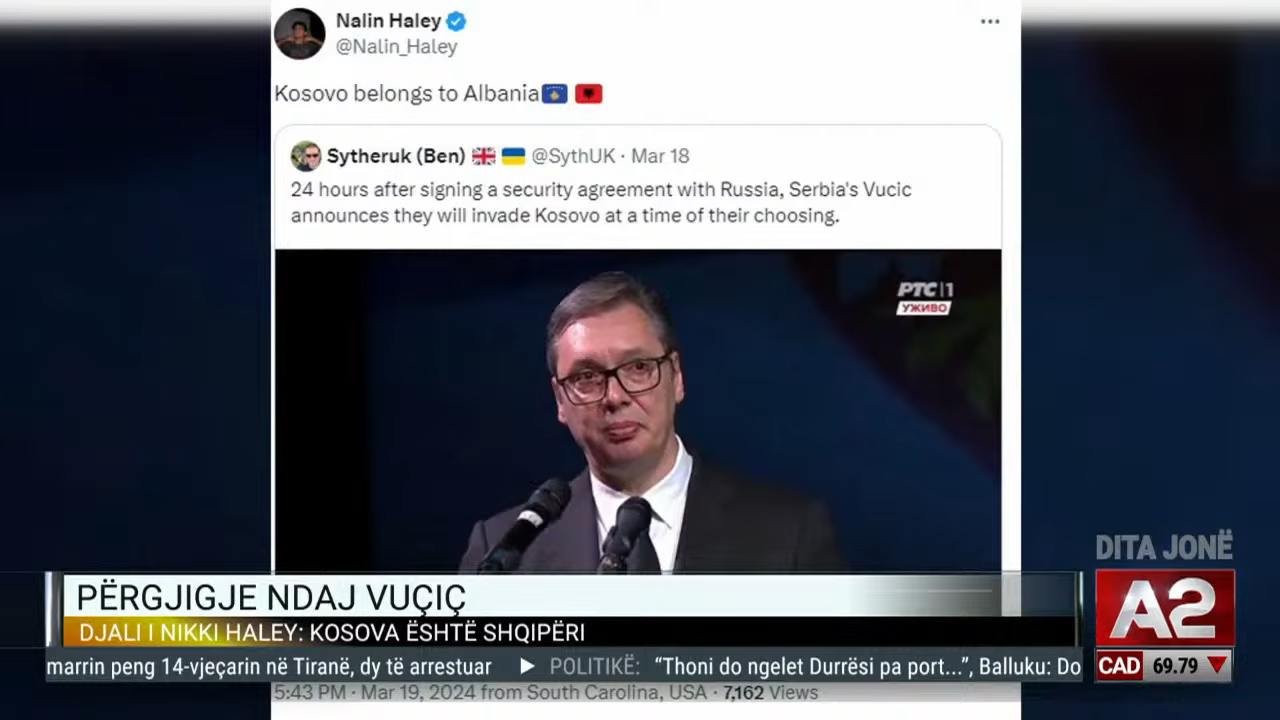 Nalin Haley
@Nalin_Haley
Kosovo belongs to Albania
Sytheruk (Ben) @SythUK · Mar 18
24 hours after signing a security agreement with Russia, Serbia's Vucic
announces they will invade Kosovo at a time of their choosing.
РТС|1
УЖИВО
DITA JONË
A2
PËRGJIGJE NDAJ VUÇIÇ
DJALI I NIKKI HALEY: KOSOVA ËSHTË SHQIPËRI
marrin peng 14-vjeçarin në Tiranë, dy të arrestuar ▶ POLITIKË: “Thoni do ngelet Durrësi pa port...”, Balluku: Do
CAD 69.79 ▼
5:43 PM · Mar 19, 2024 from South Carolina, USA · 7,162 Views